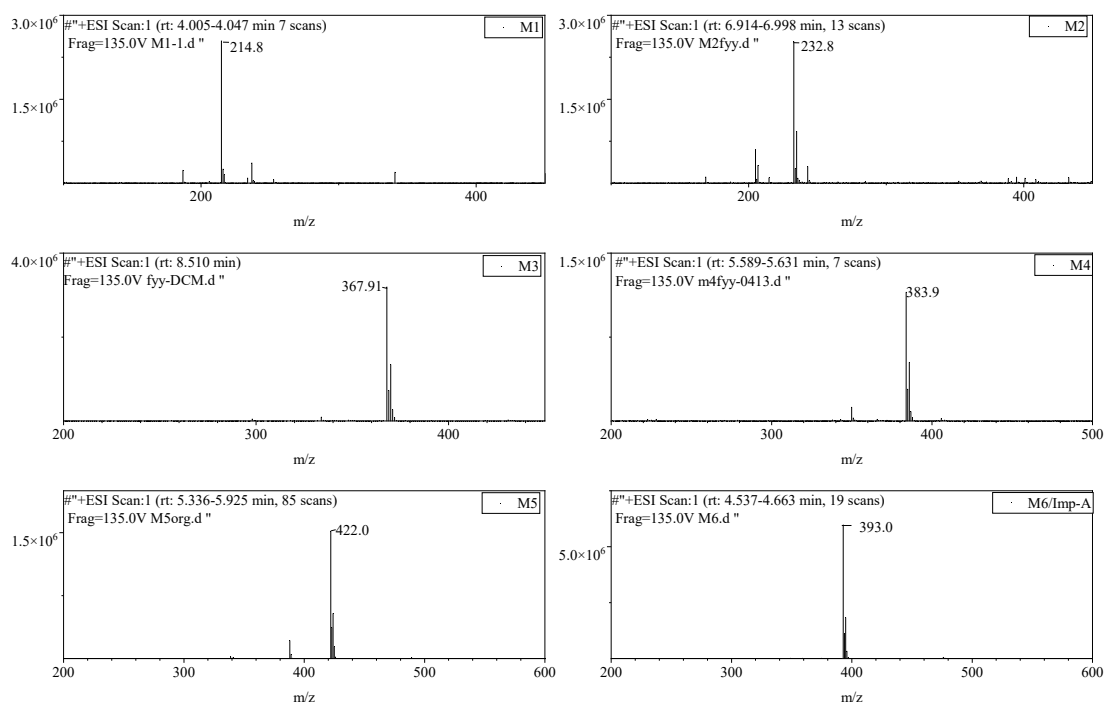 #"+ESI Scan:1 (rt: 4.005-4.047 min 7 scans)
Frag=135.0V M1-1.d "
M1
214.8
3.0×10⁶
1.5×10⁶
200 400
m/z
#"+ESI Scan:1 (rt: 6.914-6.998 min, 13 scans)
Frag=135.0V M2fyy.d "
M2
232.8
3.0×10⁶
1.5×10⁶
200 400
m/z
#"+ESI Scan:1 (rt: 8.510 min)
Frag=135.0V fyy-DCM.d "
M3
367.91
4.0×10⁶
200 300 400
m/z
#"+ESI Scan:1 (rt: 5.589-5.631 min, 7 scans)
Frag=135.0V m4fyy-0413.d "
M4
383.9
1.5×10⁶
200 300 400 500
m/z
#"+ESI Scan:1 (rt: 5.336-5.925 min, 85 scans)
Frag=135.0V M5org.d "
M5
422.0
1.5×10⁶
200 300 400 500 600
m/z
#"+ESI Scan:1 (rt: 4.537-4.663 min, 19 scans)
Frag=135.0V M6.d "
M6/Imp-A
393.0
5.0×10⁶
200 300 400 500 600
m/z